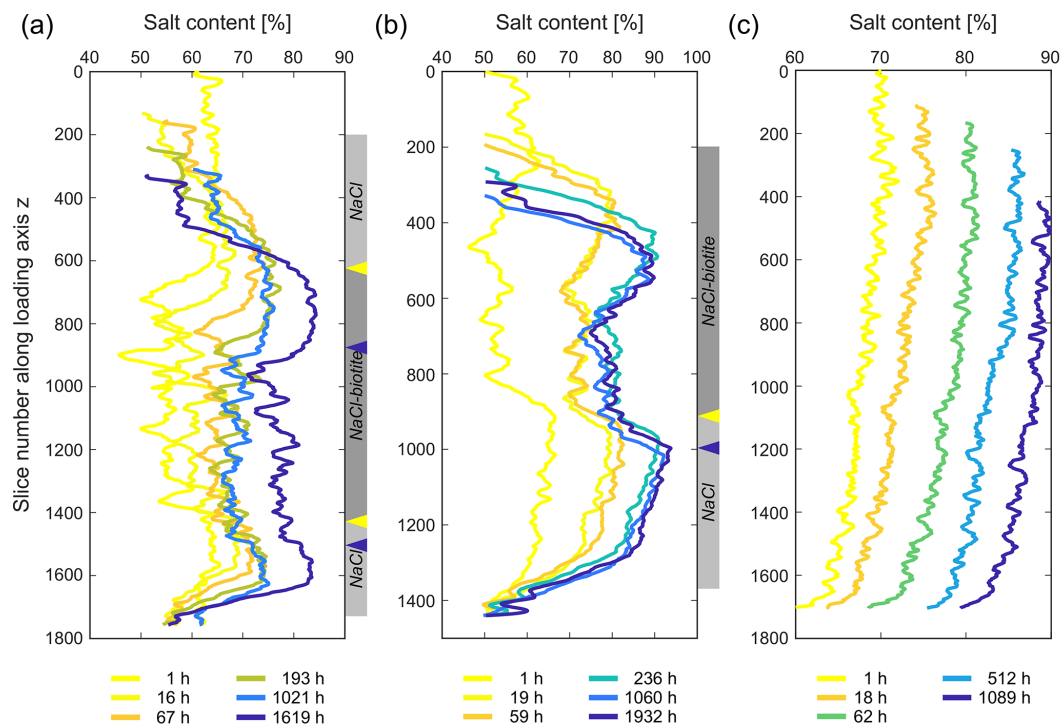 (a) Salt content [%] (b) Salt content [%] (c) Salt content [%]
40 50 60 70 80 90 40 50 60 70 80 90 100 60 70 80 90
Slice number along loading axis z
0
200
400
600
800
1000
1200
1400
1600
1800
NaCl
NaCl-biotite
NaCl
0
200
400
600
800
1000
1200
1400
NaCl-biotite
NaCl
0
200
400
600
800
1000
1200
1400
1600
1800
1 h 193 h
16 h 1021 h
67 h 1619 h
1 h 236 h
19 h 1060 h
59 h 1932 h
1 h 512 h
18 h 1089 h
62 h